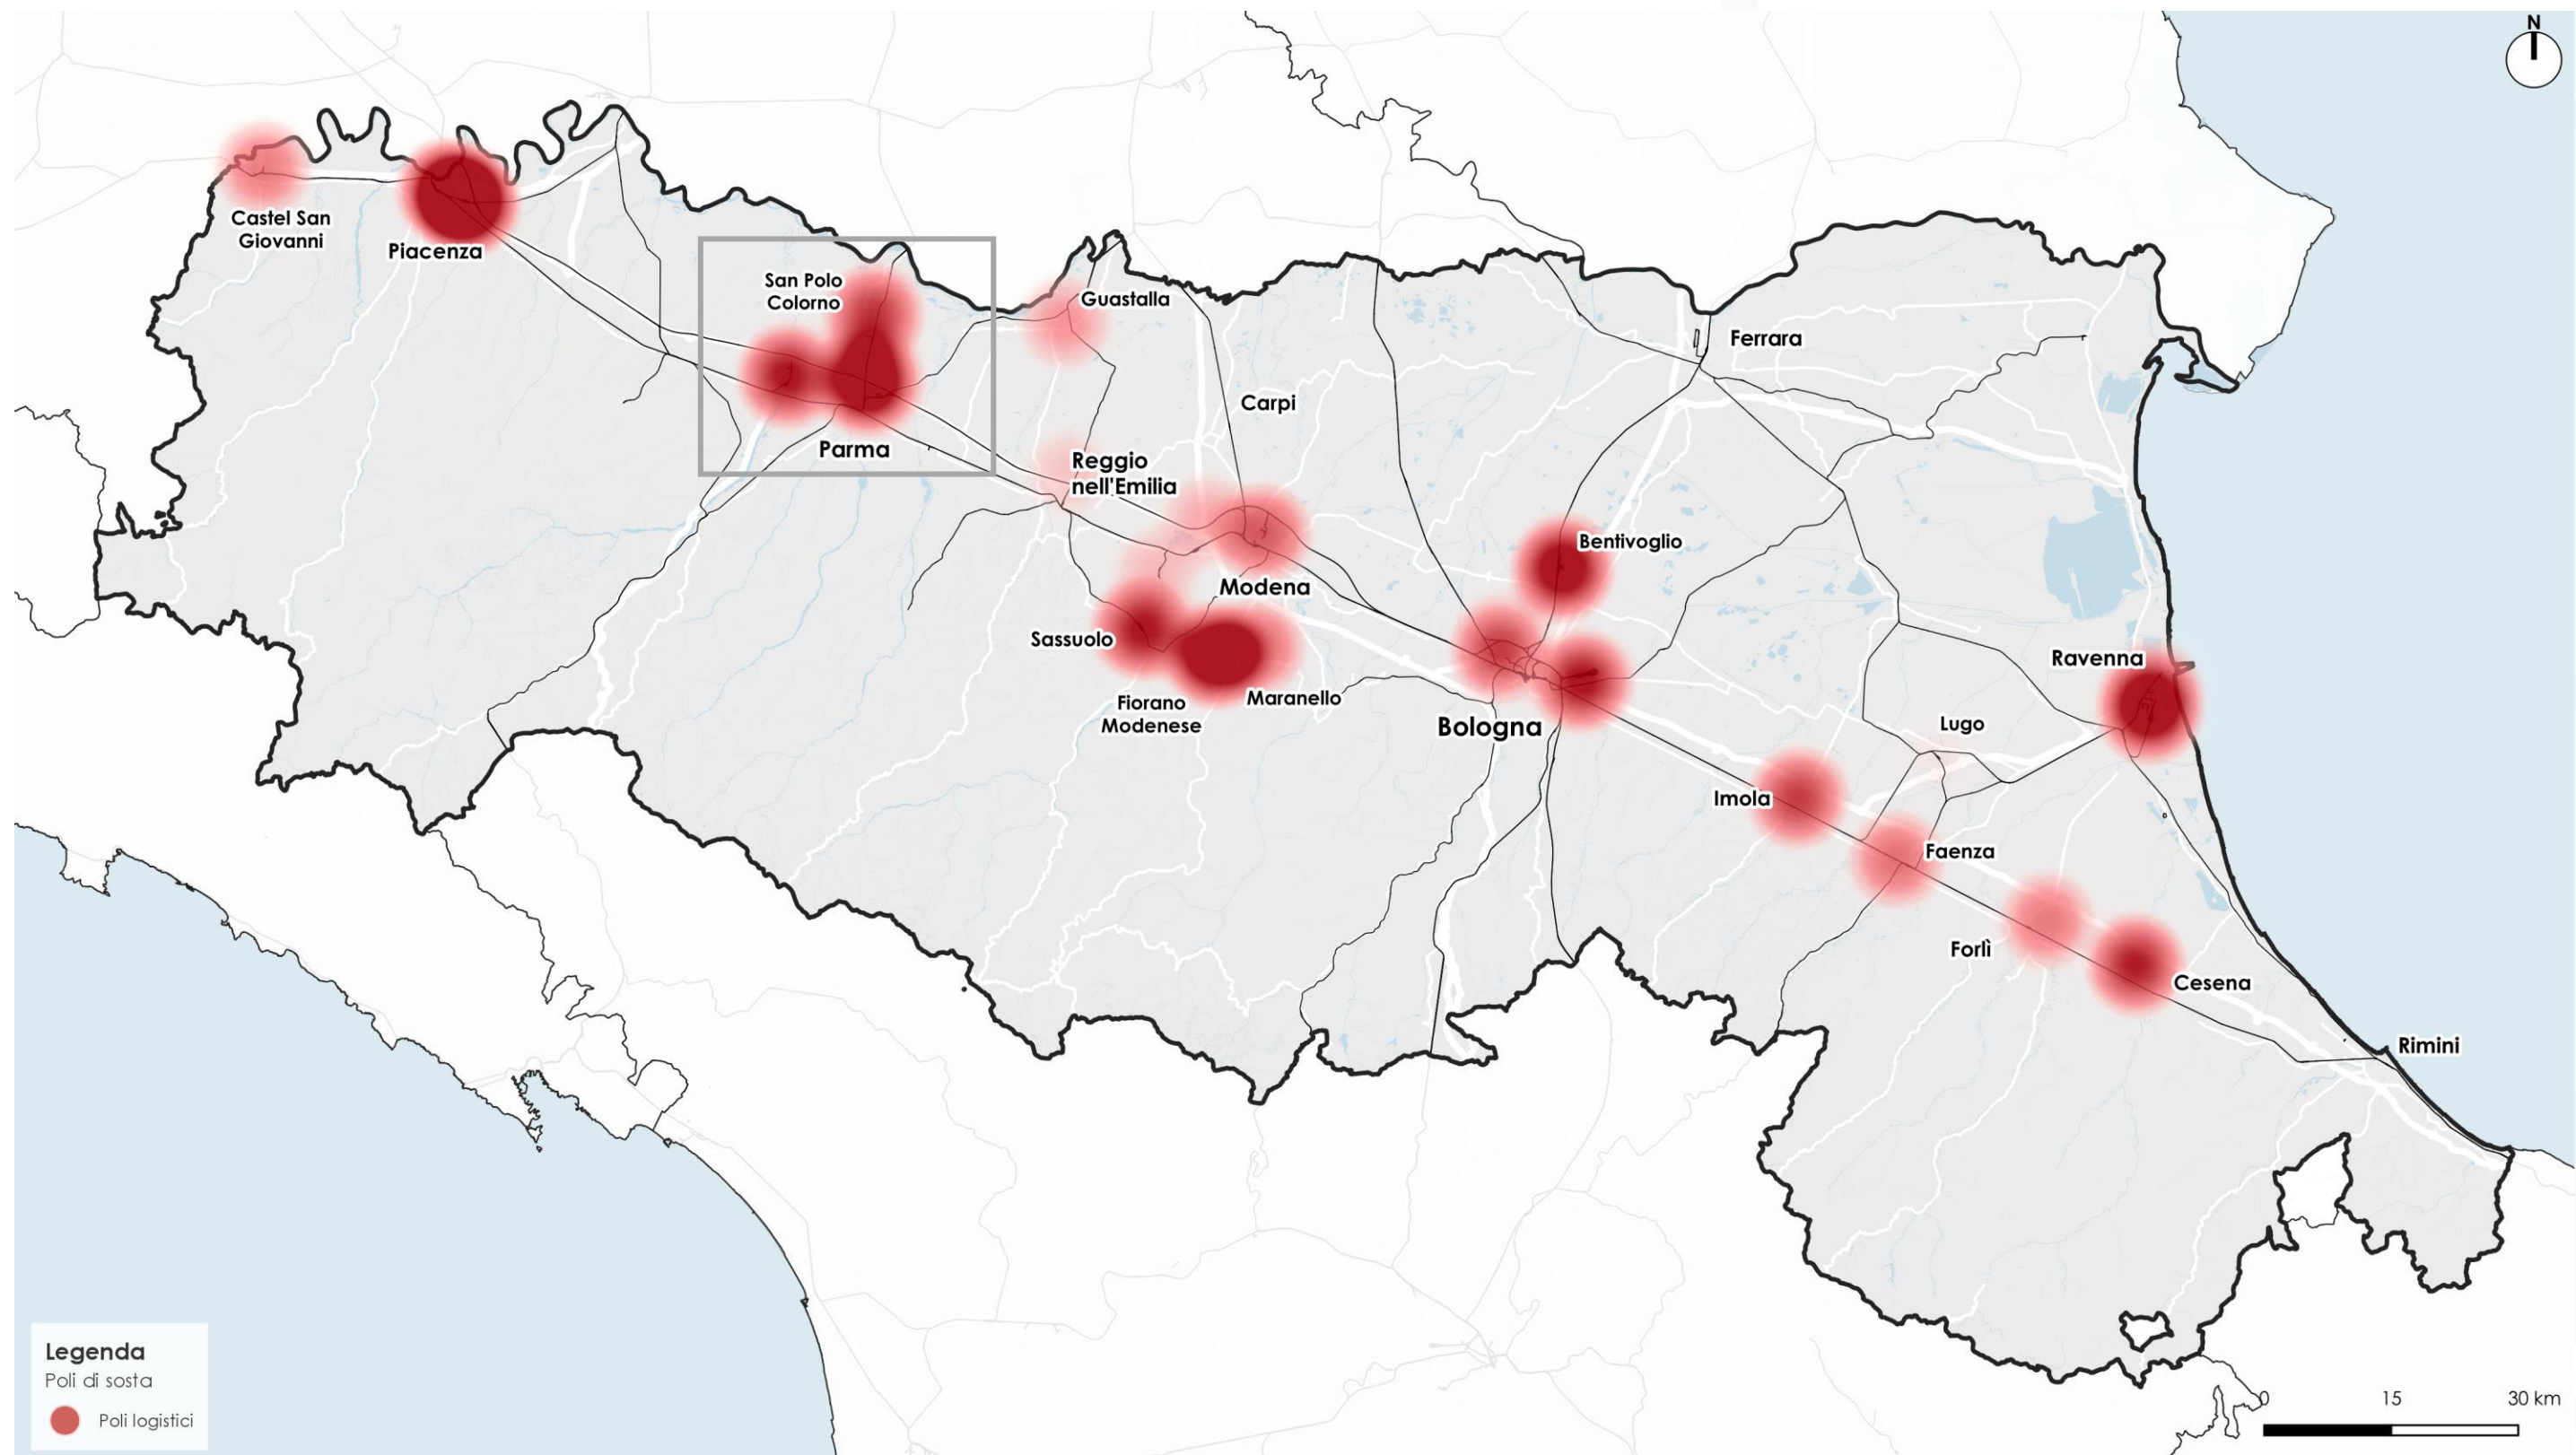 N
Castel San
Giovanni
Piacenza
San Polo
Colorno
Guastalla
Parma
Ferrara
Carpi
Reggio
nell'Emilia
Bentivoglio
Modena
Sassuolo
Fiorano
Modenese
Maranello
Bologna
Ravenna
Lugo
Imola
Faenza
Forlì
Cesena
Rimini
Legenda
Poli di sosta
Poli logistici
0 15 30 km